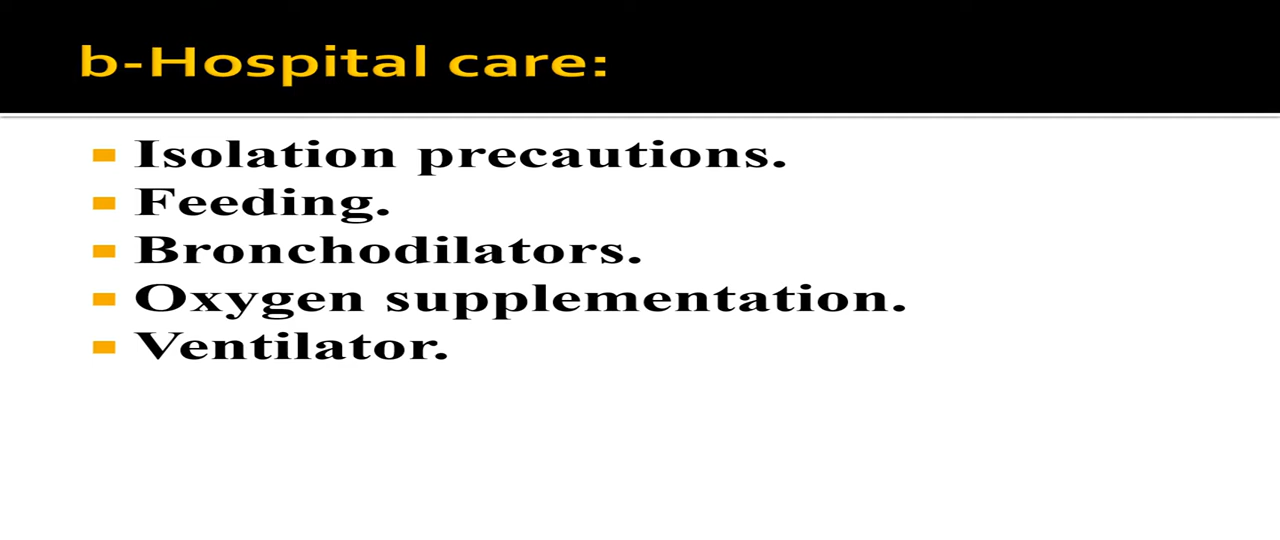 b-Hospital care:
Isolation precautions.
Feeding.
Bronchodilators.
Oxygen supplementation.
Ventilator.